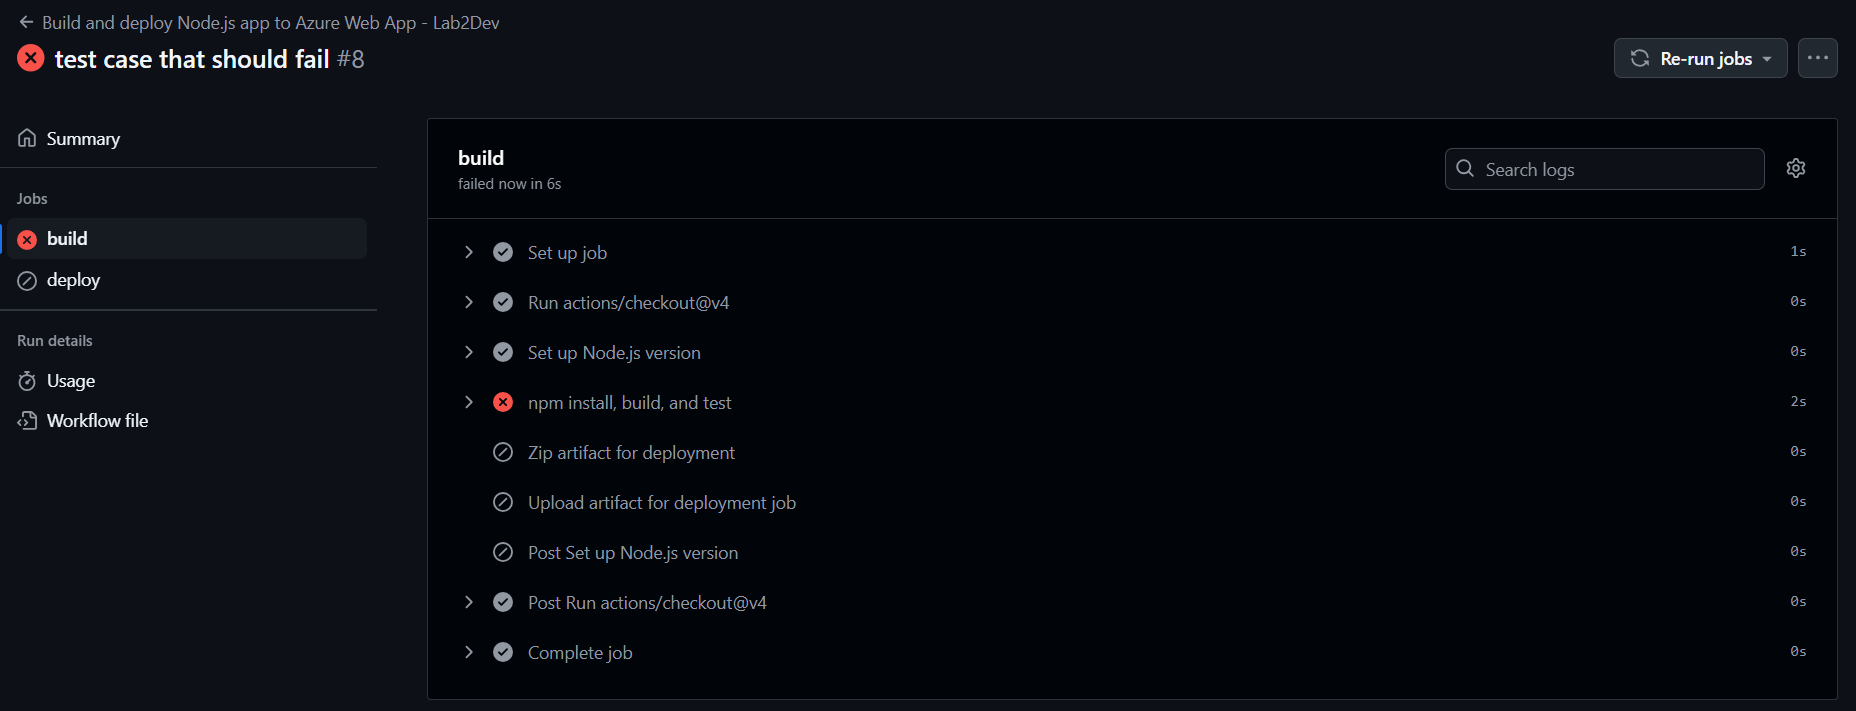 Build and deploy Node.js app to Azure Web App - Lab2Dev
test case that should fail #8
Re-run jobs
Summary
Jobs
build
deploy
Run details
Usage
Workflow file
build
failed now in 6s
Search logs
Set up job 1s
Run actions/checkout@v4 0s
Set up Node.js version 0s
npm install, build, and test 2s
Zip artifact for deployment 0s
Upload artifact for deployment job 0s
Post Set up Node.js version 0s
Post Run actions/checkout@v4 0s
Complete job 0s